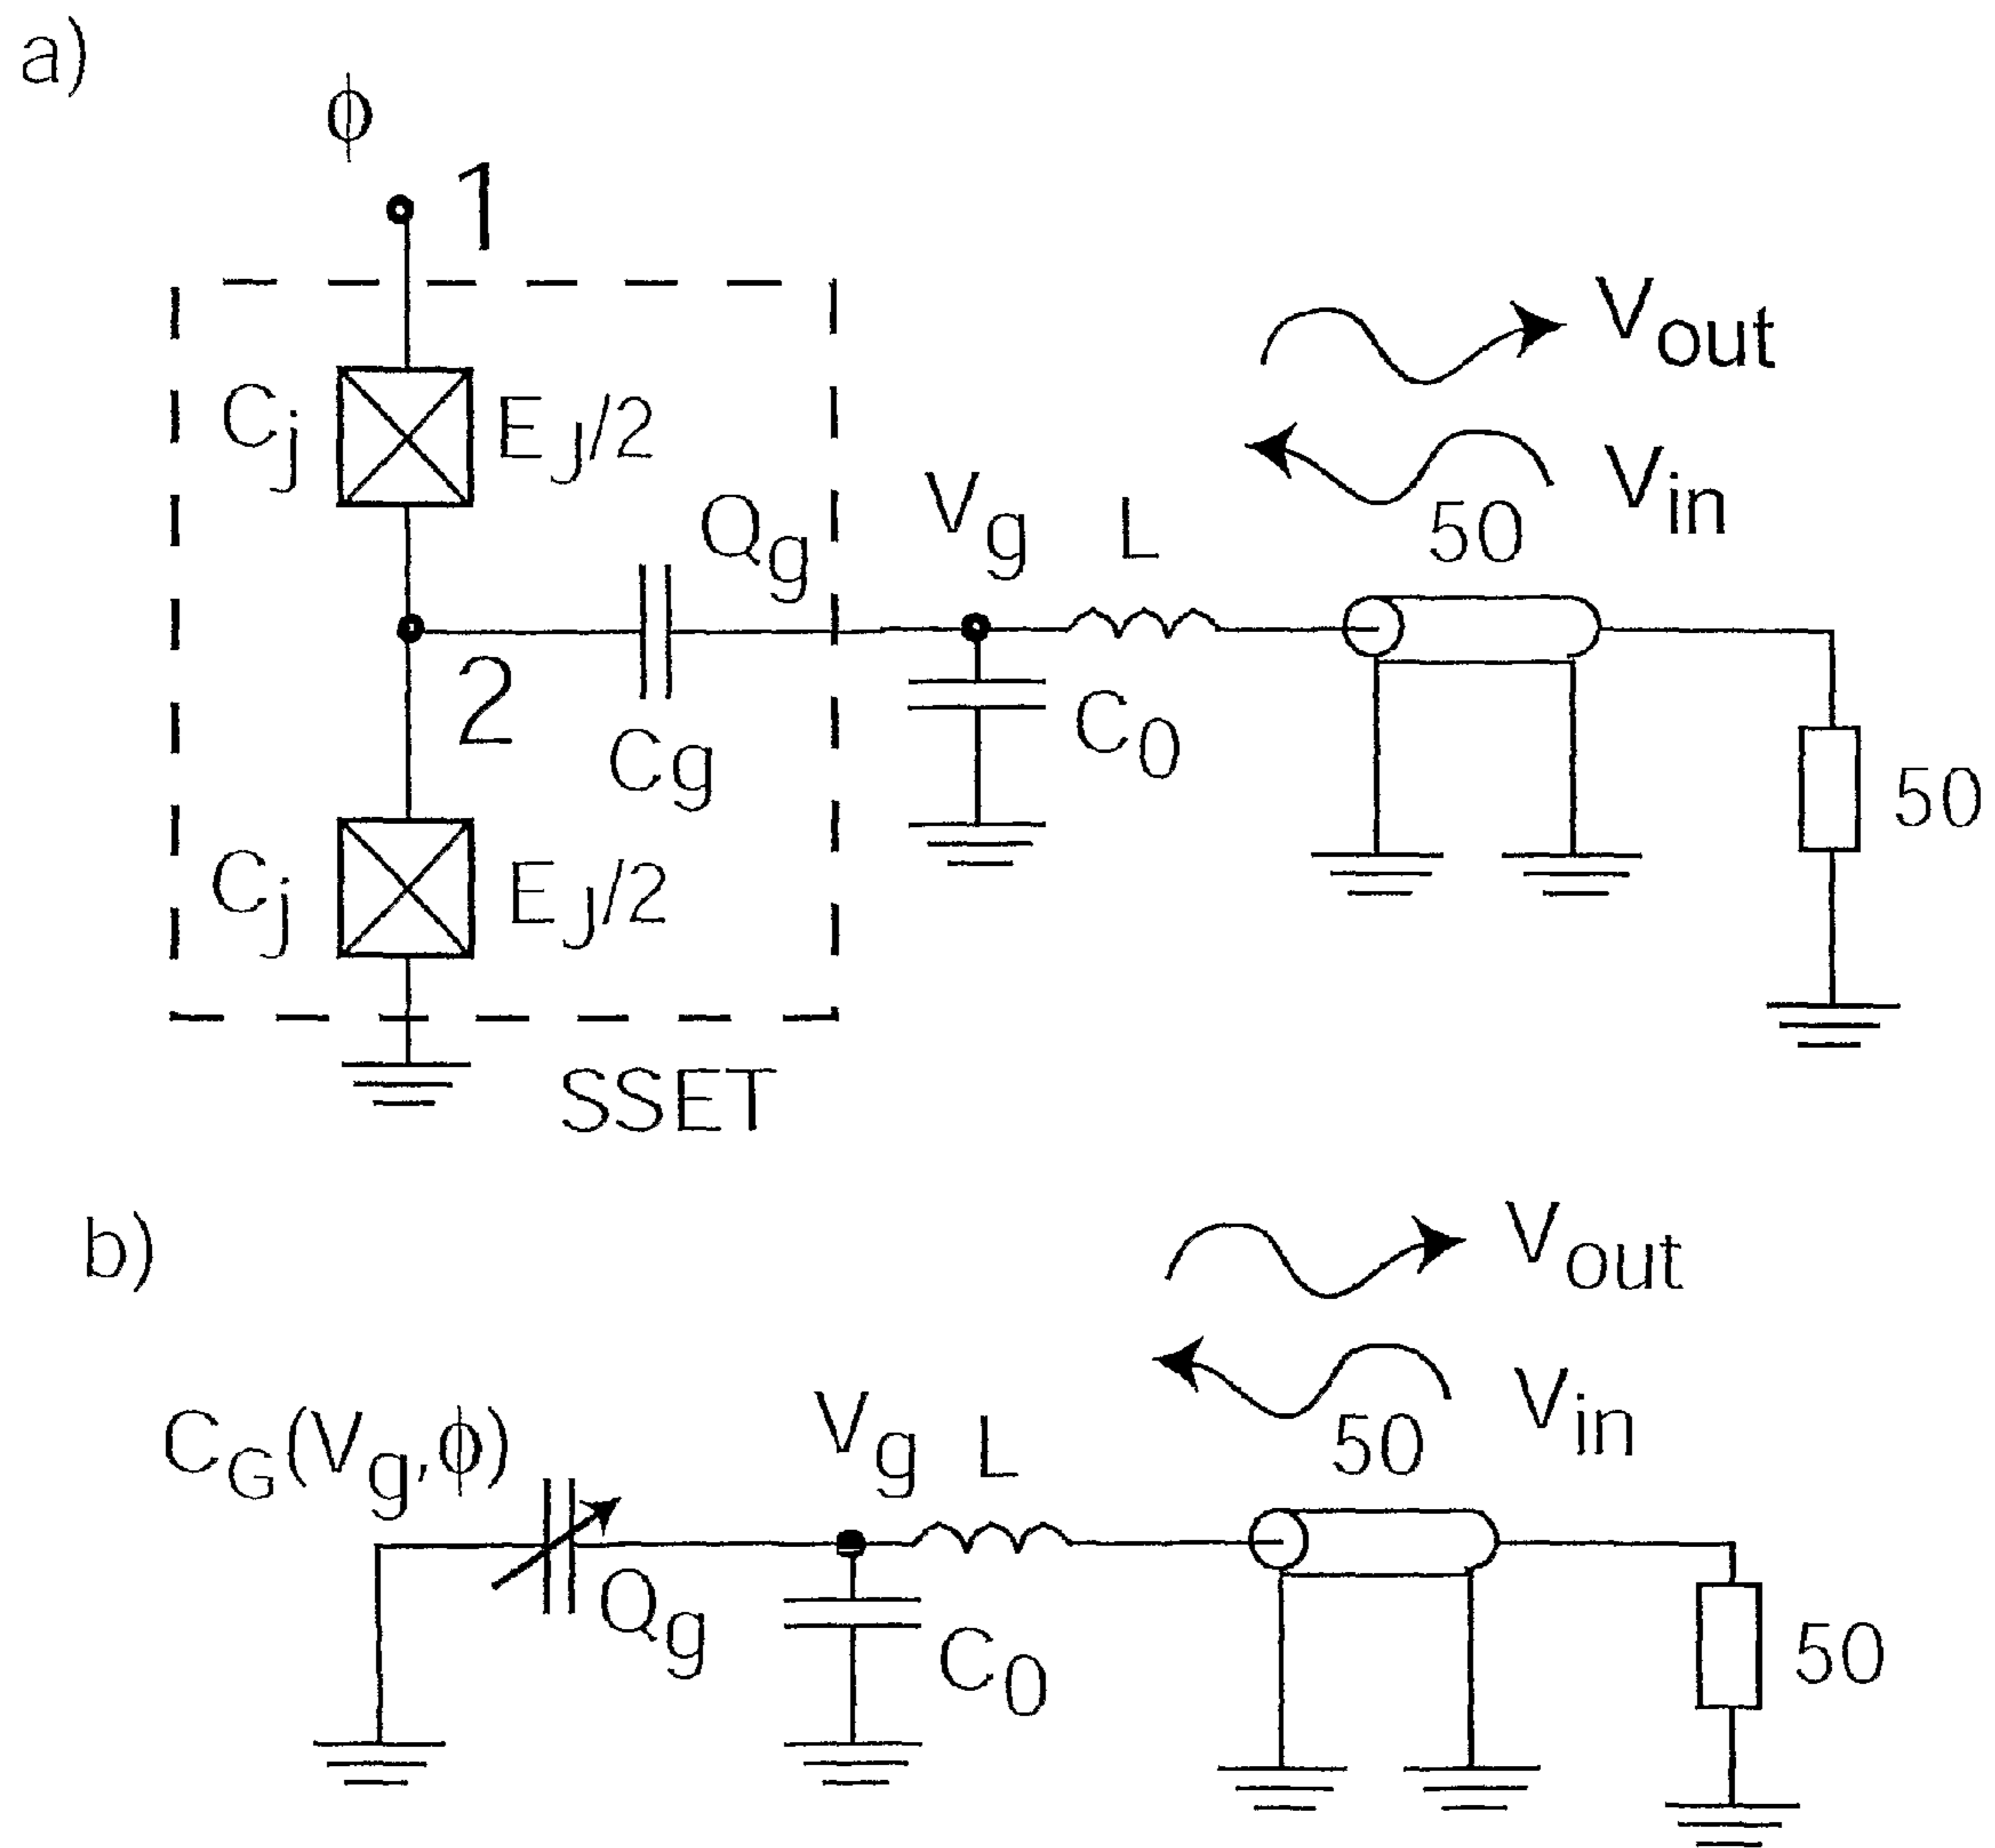 a)
ϕ
1
Cj
EJ/2
Qg
Cg
2
Cj
EJ/2
SSET
Vout
Vin
Vg
L
50
C0
50
b)
Vout
Vin
CG(Vg,ϕ)
Qg
Vg
L
50
C0
50